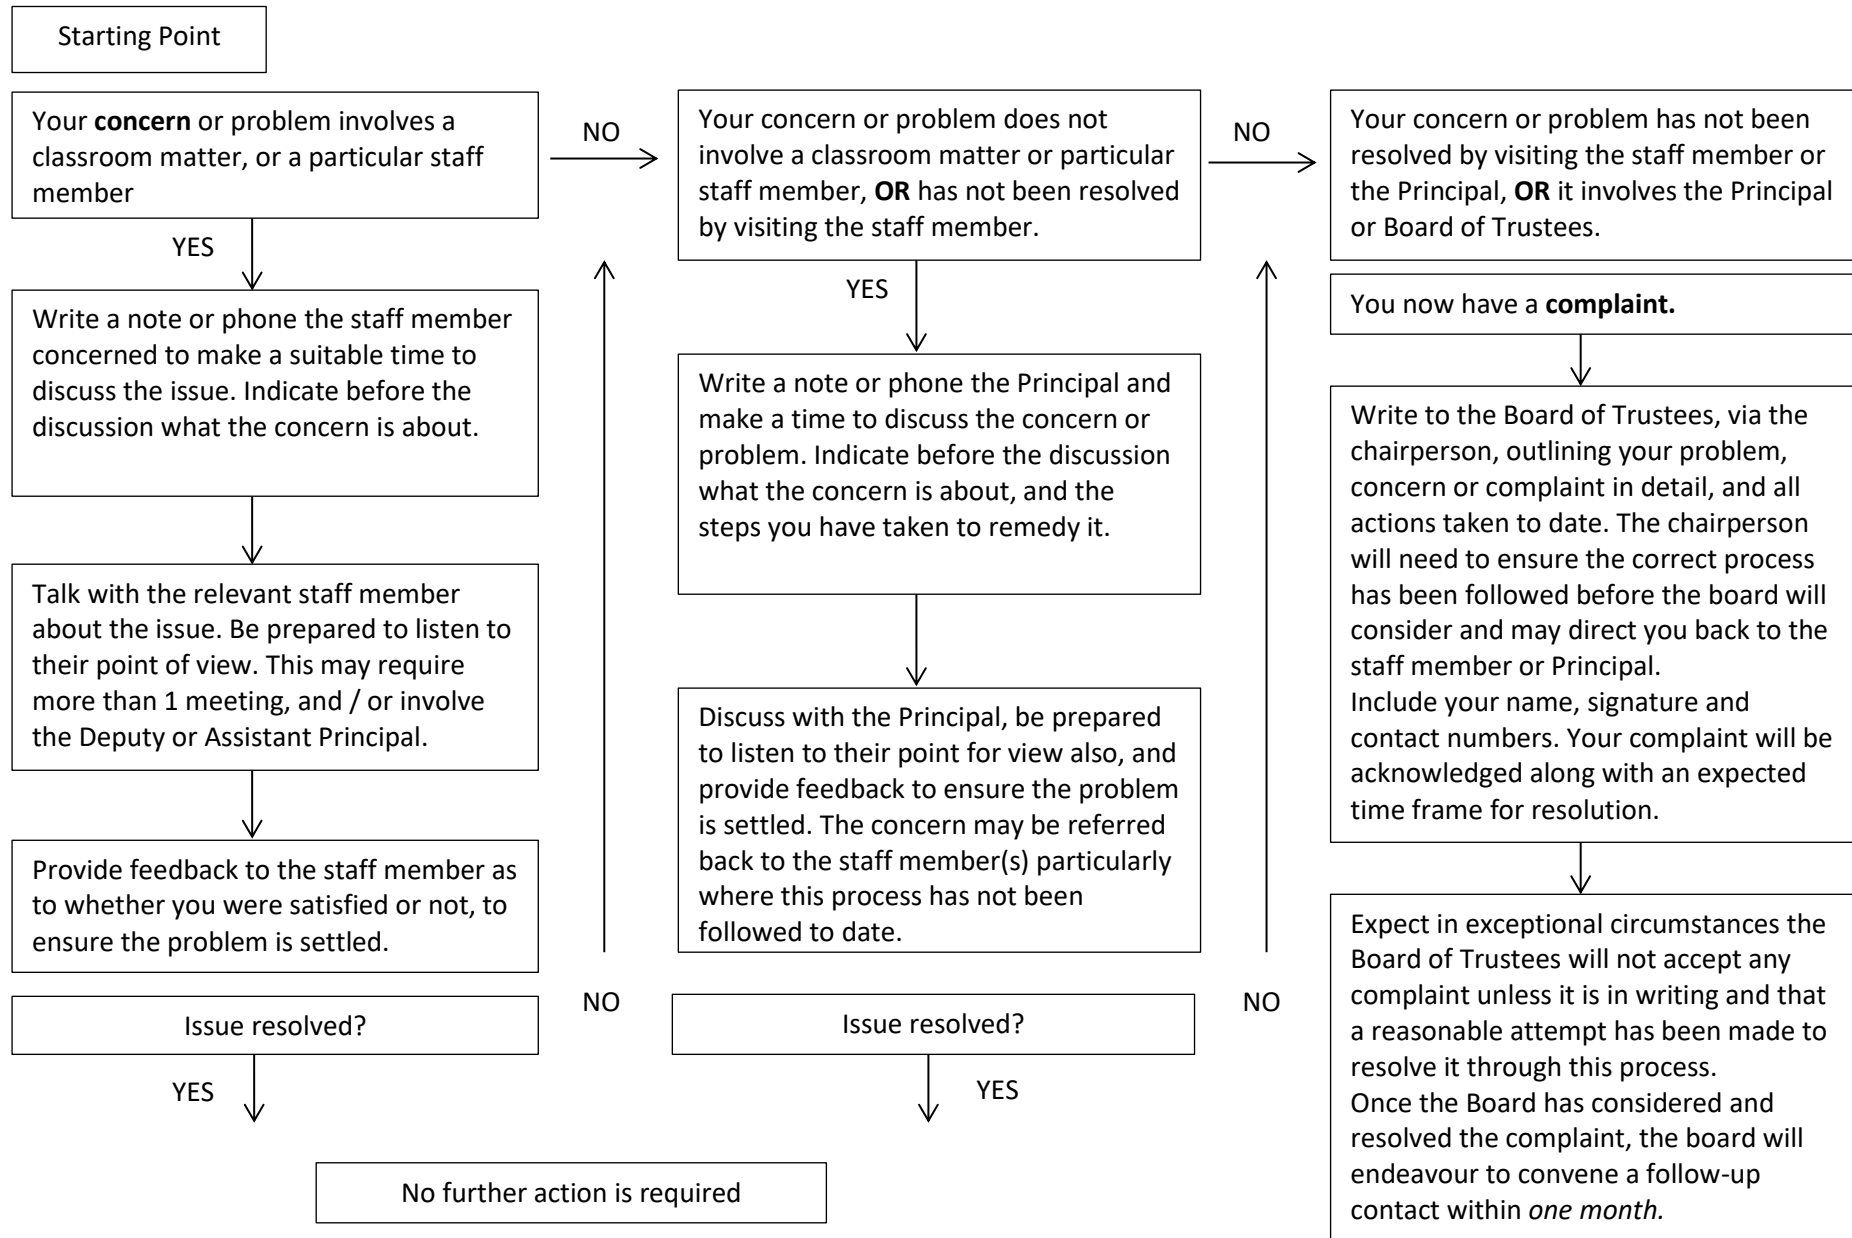 Starting Point
Your concern or problem involves a
classroom matter, or a particular staff
member
YES
Write a note or phone the staff member
concerned to make a suitable time to
discuss the issue. Indicate before the
discussion what the concern is about.
Talk with the relevant staff member
about the issue. Be prepared to listen to
their point of view. This may require
more than 1 meeting, and / or involve
the Deputy or Assistant Principal.
Provide feedback to the staff member as
to whether you were satisfied or not, to
ensure the problem is settled.
Issue resolved?
YES
NO
NO
Your concern or problem does not
involve a classroom matter or particular
staff member, OR has not been resolved
by visiting the staff member.
YES
Write a note or phone the Principal and
make a time to discuss the concern or
problem. Indicate before the discussion
what the concern is about, and the
steps you have taken to remedy it.
Discuss with the Principal, be prepared
to listen to their point for view also, and
provide feedback to ensure the problem
is settled. The concern may be referred
back to the staff member(s) particularly
where this process has not been
followed to date.
Issue resolved?
YES
No further action is required
NO
NO
Your concern or problem has not been
resolved by visiting the staff member or
the Principal, OR it involves the Principal
or Board of Trustees.
You now have a complaint.
Write to the Board of Trustees, via the
chairperson, outlining your problem,
concern or complaint in detail, and all
actions taken to date. The chairperson
will need to ensure the correct process
has been followed before the board will
consider and may direct you back to the
staff member or Principal.
Include your name, signature and
contact numbers. Your complaint will be
acknowledged along with an expected
time frame for resolution.
Expect in exceptional circumstances the
Board of Trustees will not accept any
complaint unless it is in writing and that
a reasonable attempt has been made to
resolve it through this process.
Once the Board has considered and
resolved the complaint, the board will
endeavour to convene a follow-up
contact within one month.